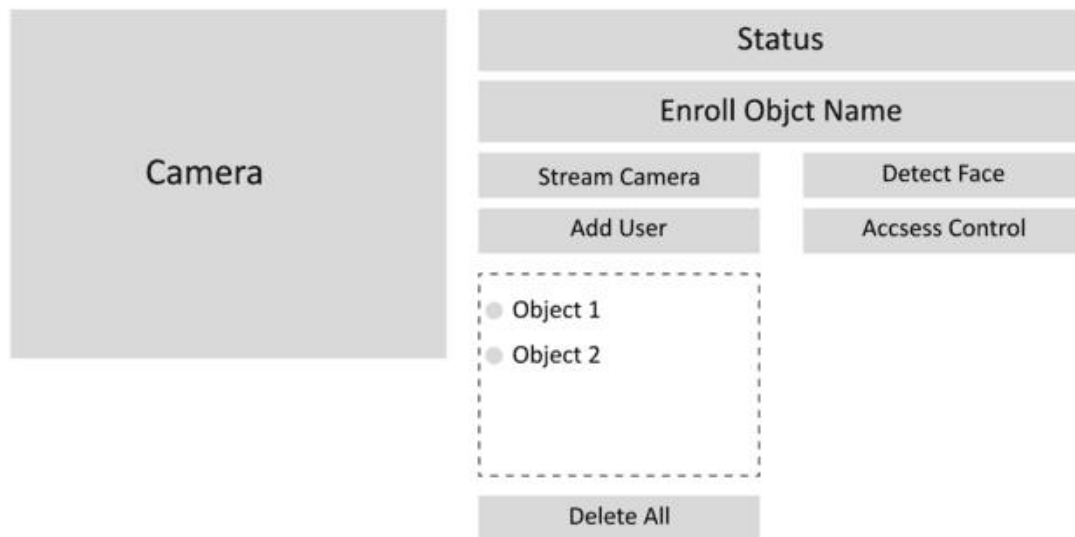 Camera
Status
Enroll Objct Name
Stream Camera
Detect Face
Add User
Accsess Control
Object 1
Object 2
Delete All